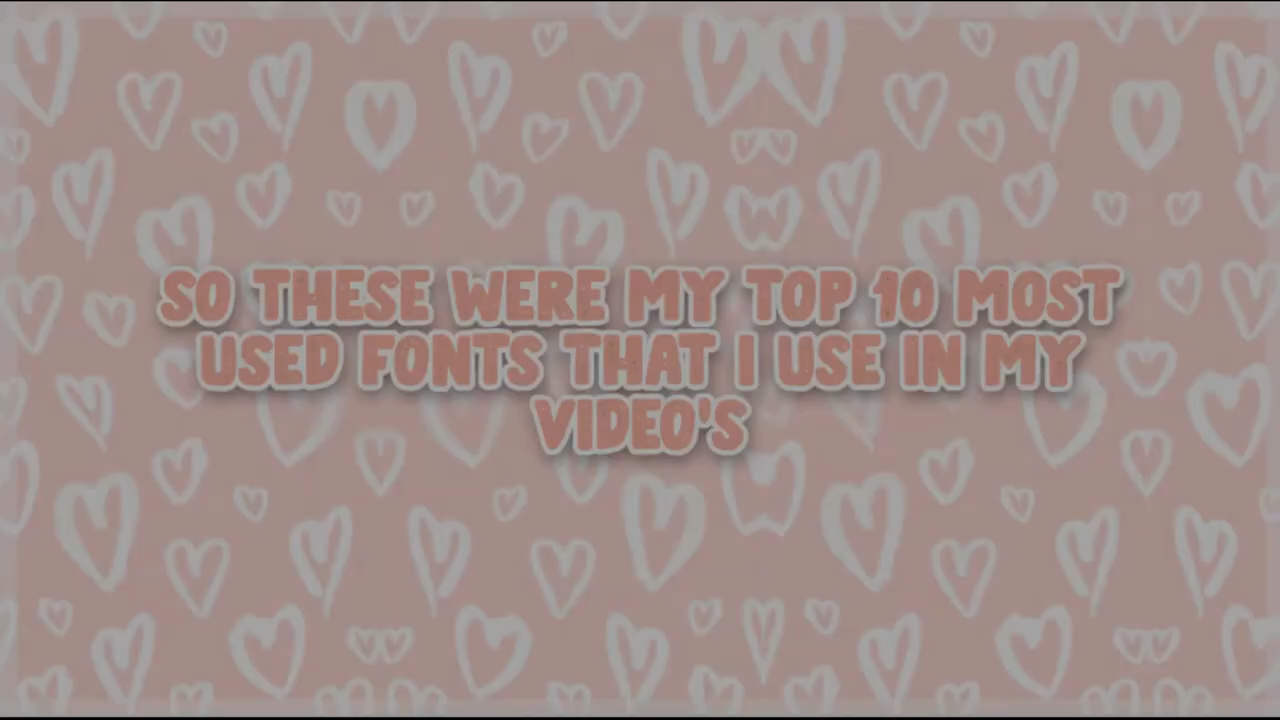 SO THESE WERE MY TOP 10 MOST
USED FONTS THAT I USE IN MY
VIDEO'S